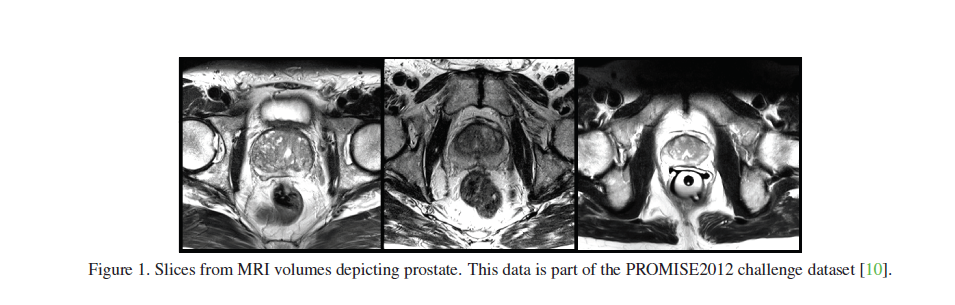 Figure 1. Slices from MRI volumes depicting prostate. This data is part of the PROMISE2012 challenge dataset [10].